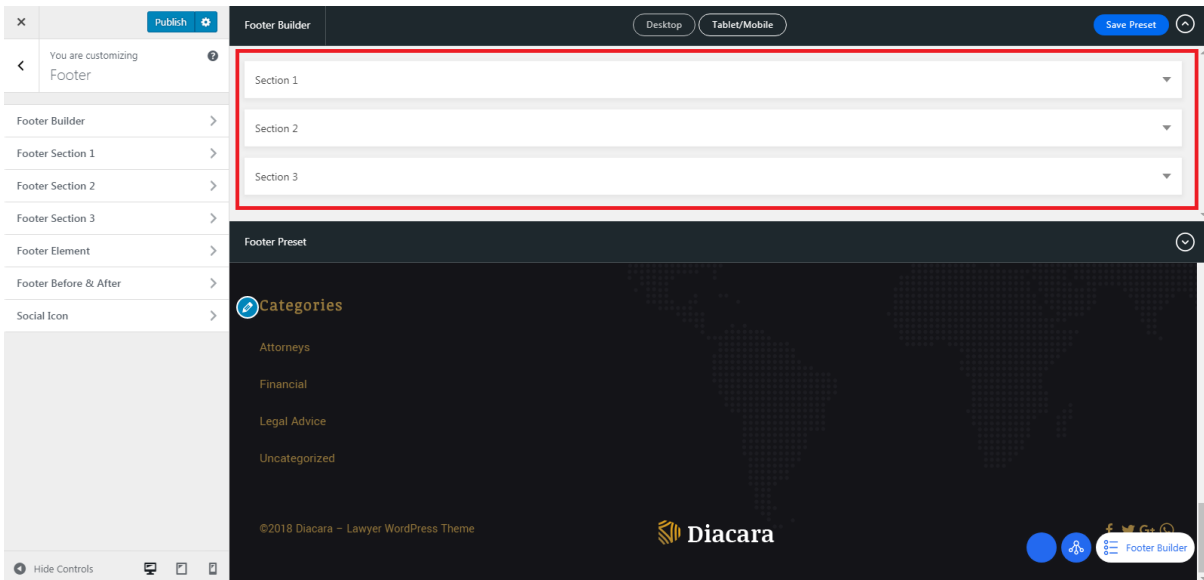 Publish
You are customizing
Footer
Footer Builder
Footer Section 1
Footer Section 2
Footer Section 3
Footer Element
Footer Before & After
Social Icon
Hide Controls
Footer Builder
Desktop
Tablet/Mobile
Save Preset
Section 1
Section 2
Section 3
Footer Preset
Categories
Attorneys
Financial
Legal Advice
Uncategorized
©2018 Diacara – Lawyer WordPress Theme
Diacara
Footer Builder